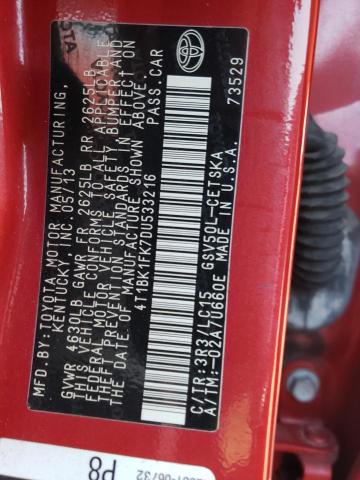 MFD. BY: TOYOTA MOTOR MANUFACTURING,
KENTUCKY, INC. 05/13
GVWR 4630LB GAWR FR 2625LB RR 2625LB
THIS VEHICLE CONFORMS TO ALL APPLICABLE
FEDERAL MOTOR VEHICLE SAFETY, BUMPER, AND
THEFT PREVENTION STANDARDS IN EFFECT ON
THE DATE OF MANUFACTURE SHOWN ABOVE.
4T1BK1FK7DU533216 PASS.CAR
C/TR:3R3/LC15 GSV50L-CETSKA
A/TM:-02A/U660E MADE IN U.S.A.
73529
P8